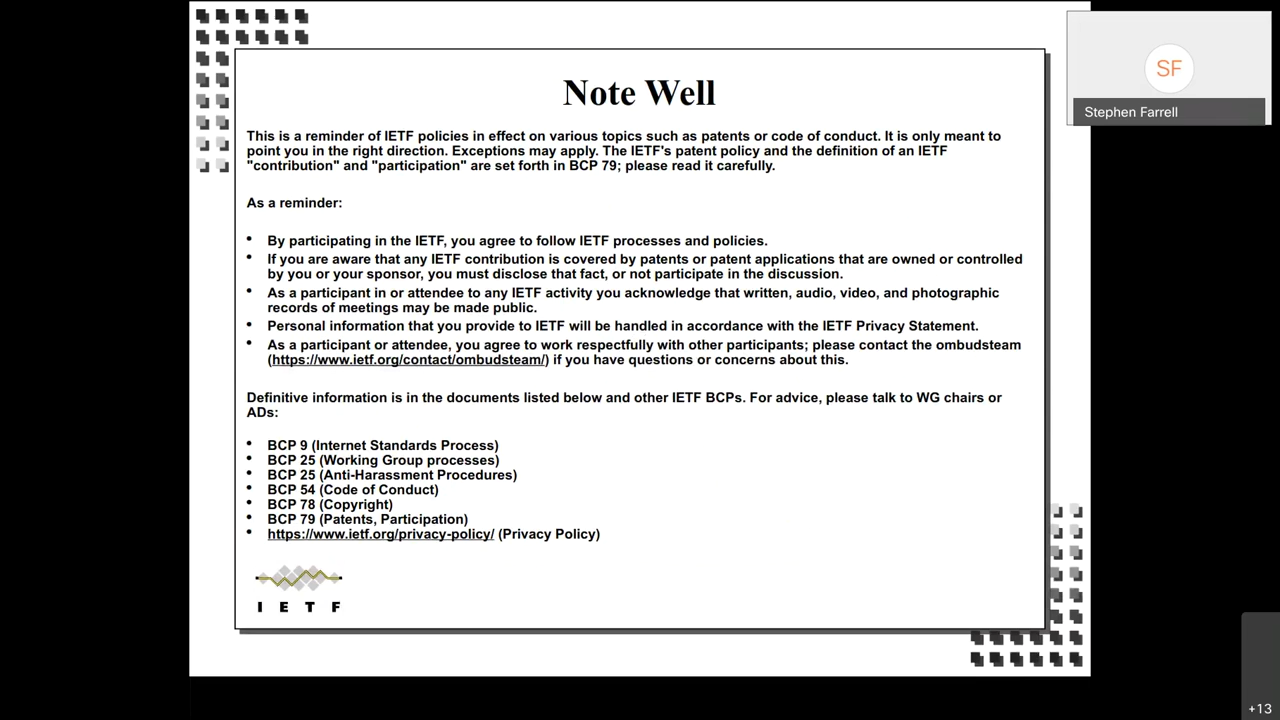 Note Well
This is a reminder of IETF policies in effect on various topics such as patents or code of conduct. It is only meant to
point you in the right direction. Exceptions may apply. The IETF's patent policy and the definition of an IETF
"contribution" and "participation" are set forth in BCP 79; please read it carefully.
As a reminder:
• By participating in the IETF, you agree to follow IETF processes and policies.
• If you are aware that any IETF contribution is covered by patents or patent applications that are owned or controlled
by you or your sponsor, you must disclose that fact, or not participate in the discussion.
• As a participant in or attendee to any IETF activity you acknowledge that written, audio, video, and photographic
records of meetings may be made public.
• Personal information that you provide to IETF will be handled in accordance with the IETF Privacy Statement.
• As a participant or attendee, you agree to work respectfully with other participants; please contact the ombudsteam
(https://www.ietf.org/contact/ombudsteam/) if you have questions or concerns about this.
Definitive information is in the documents listed below and other IETF BCPs. For advice, please talk to WG chairs or
ADs:
• BCP 9 (Internet Standards Process)
• BCP 25 (Working Group processes)
• BCP 25 (Anti-Harassment Procedures)
• BCP 54 (Code of Conduct)
• BCP 78 (Copyright)
• BCP 79 (Patents, Participation)
• https://www.ietf.org/privacy-policy/ (Privacy Policy)
I E T F
SF
Stephen Farrell
+13